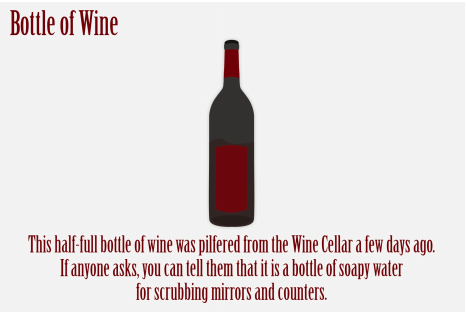 Bottle of Wine
This half-full bottle of wine was pilfered from the Wine Cellar a few days ago.
If anyone asks, you can tell them that it is a bottle of soapy water
for scrubbing mirrors and counters.